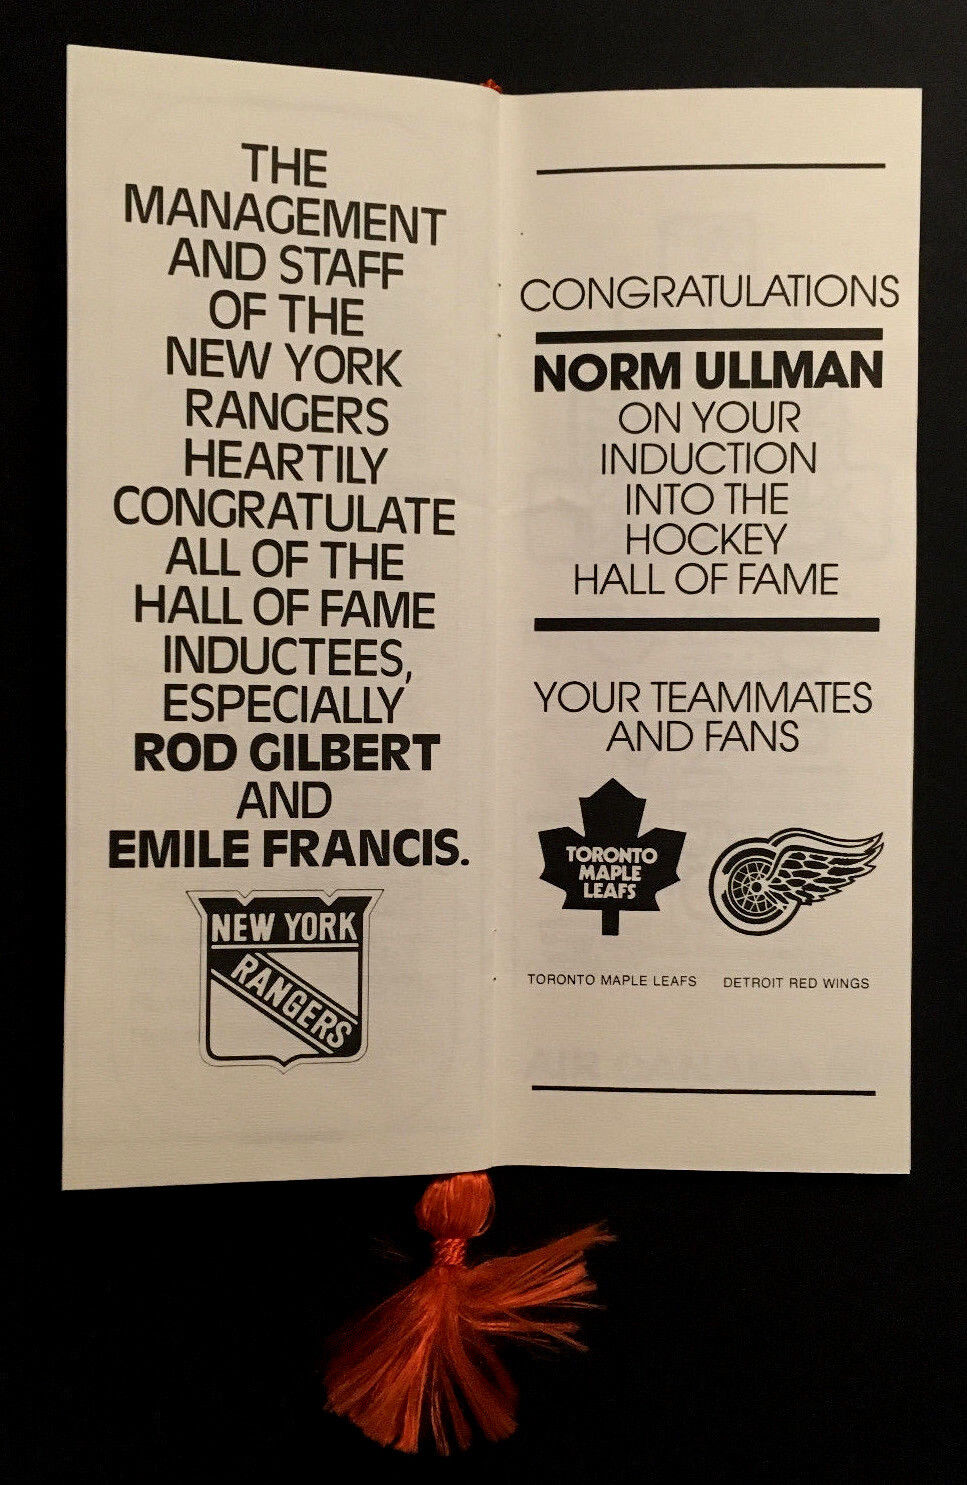 THE
MANAGEMENT
AND STAFF
OF THE
NEW YORK
RANGERS
HEARTILY
CONGRATULATE
ALL OF THE
HALL OF FAME
INDUCTEES,
ESPECIALLY
ROD GILBERT
AND
EMILE FRANCIS.
NEW YORK
RANGERS
CONGRATULATIONS
NORM ULLMAN
ON YOUR
INDUCTION
INTO THE
HOCKEY
HALL OF FAME
YOUR TEAMMATES
AND FANS
TORONTO
MAPLE
LEAFS
TORONTO MAPLE LEAFS DETROIT RED WINGS